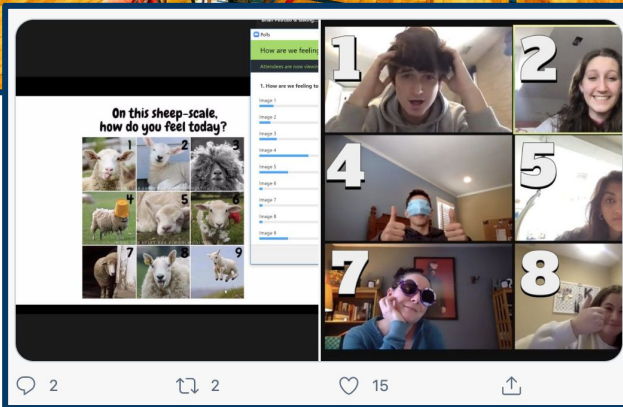 Polls
How are we feeling
Attendees are now viewing
1. How are we feeling to
Image 1
Image 2
Image 3
Image 4
Image 5
Image 6
Image 7
Image 8
Image 9
On this sheep-scale,
how do you feel today?
1 2 3
4 5 6
7 8 9
1 2
4 5
7 8
2 2 15